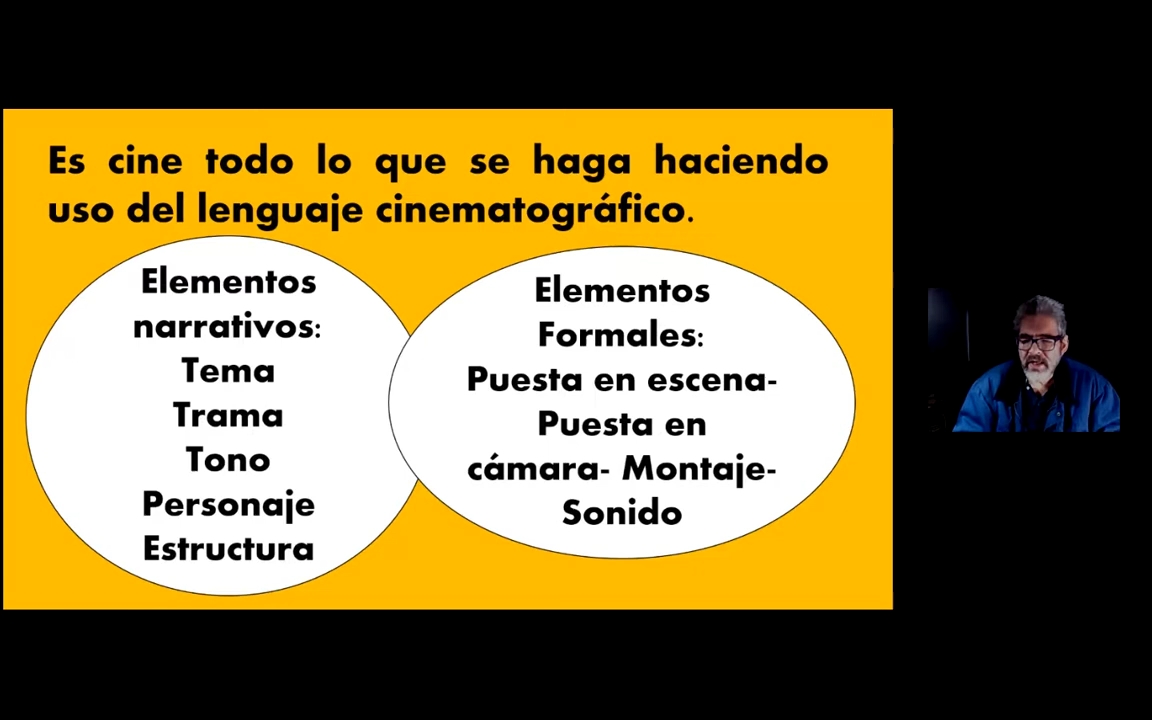 Es cine todo lo que se haga haciendo
uso del lenguaje cinematográfico.
Elementos
narrativos:
Tema
Trama
Tono
Personaje
Estructura
Elementos
Formales:
Puesta en escena-
Puesta en
cámara- Montaje-
Sonido